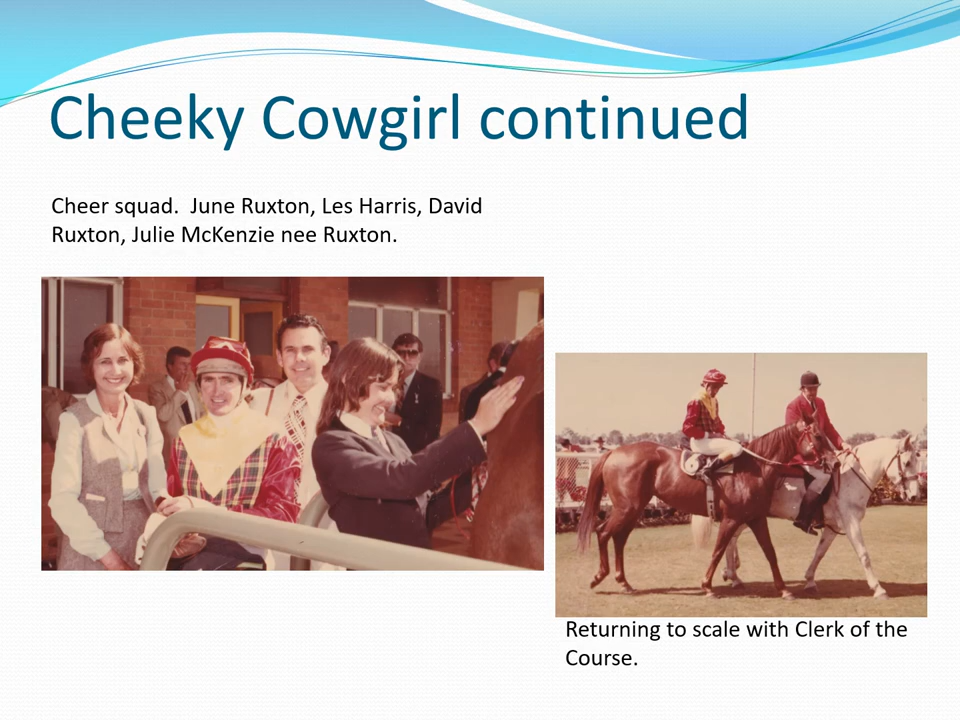 Cheeky Cowgirl continued
Cheer squad.  June Ruxton, Les Harris, David
Ruxton, Julie McKenzie nee Ruxton.
Returning to scale with Clerk of the
Course.